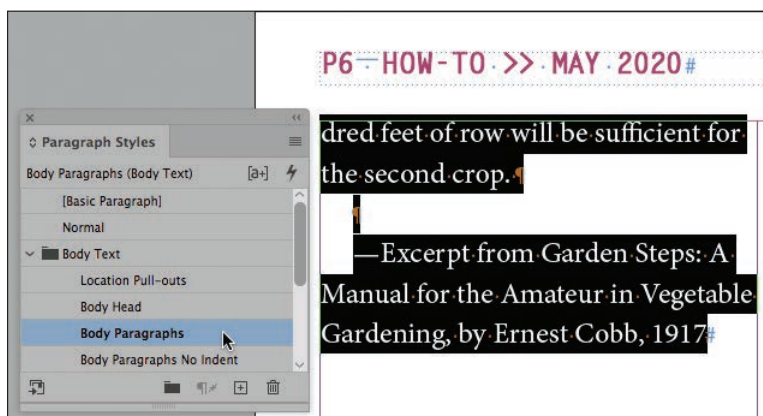 P6 — HOW-TO >> MAY 2020#
Paragraph Styles
Body Paragraphs (Body Text) [a+]
[Basic Paragraph]
Normal
Body Text
Location Pull-outs
Body Head
Body Paragraphs
Body Paragraphs No Indent
dred feet of row will be sufficient for
the second crop.¶
¶
—Excerpt from Garden Steps: A
Manual for the Amateur in Vegetable
Gardening, by Ernest Cobb, 1917#